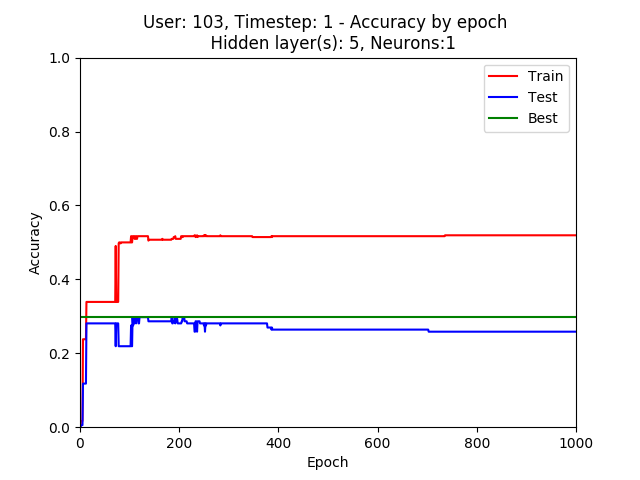 User: 103, Timestep: 1 - Accuracy by epoch
Hidden layer(s): 5, Neurons:1
1.0
0.8
0.6
0.4
0.2
0.0
Accuracy
Train
Test
Best
0 200 400 600 800 1000
Epoch